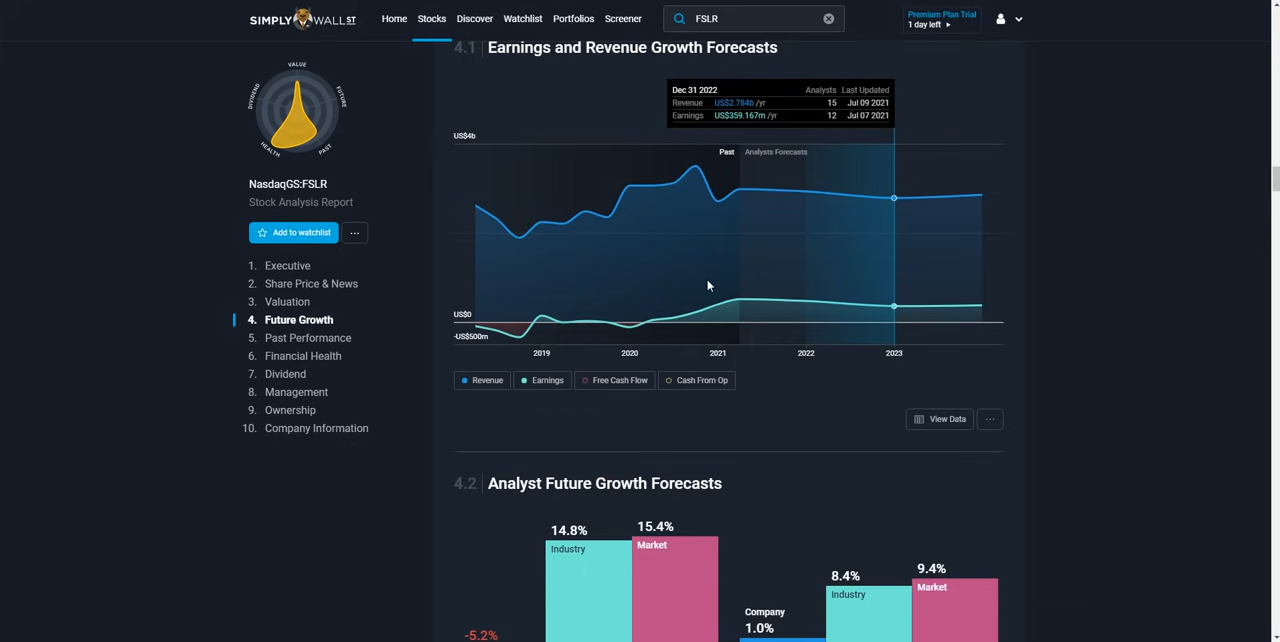 SIMPLY WALL ST
Home Stocks Discover Watchlist Portfolios Screener
FSLR
Premium Plan Trial
1 day left
VALUE
FUTURE
PAST
HEALTH
DIVIDEND
NasdaqGS:FSLR
Stock Analysis Report
Add to watchlist
...
1. Executive
2. Share Price & News
3. Valuation
4. Future Growth
5. Past Performance
6. Financial Health
7. Dividend
8. Management
9. Ownership
10. Company Information
4.1 Earnings and Revenue Growth Forecasts
Dec 31 2022 Analysts Last Updated
Revenue US$2.784b /yr 15 Jul 09 2021
Earnings US$359.167m /yr 12 Jul 07 2021
US$4b
Past Analysts Forecasts
US$0
-US$500m
2019 2020 2021 2022 2023
Revenue Earnings Free Cash Flow Cash From Op
View Data ...
4.2 Analyst Future Growth Forecasts
14.8%
Industry
15.4%
Market
-5.2%
Company
1.0%
8.4%
Industry
9.4%
Market